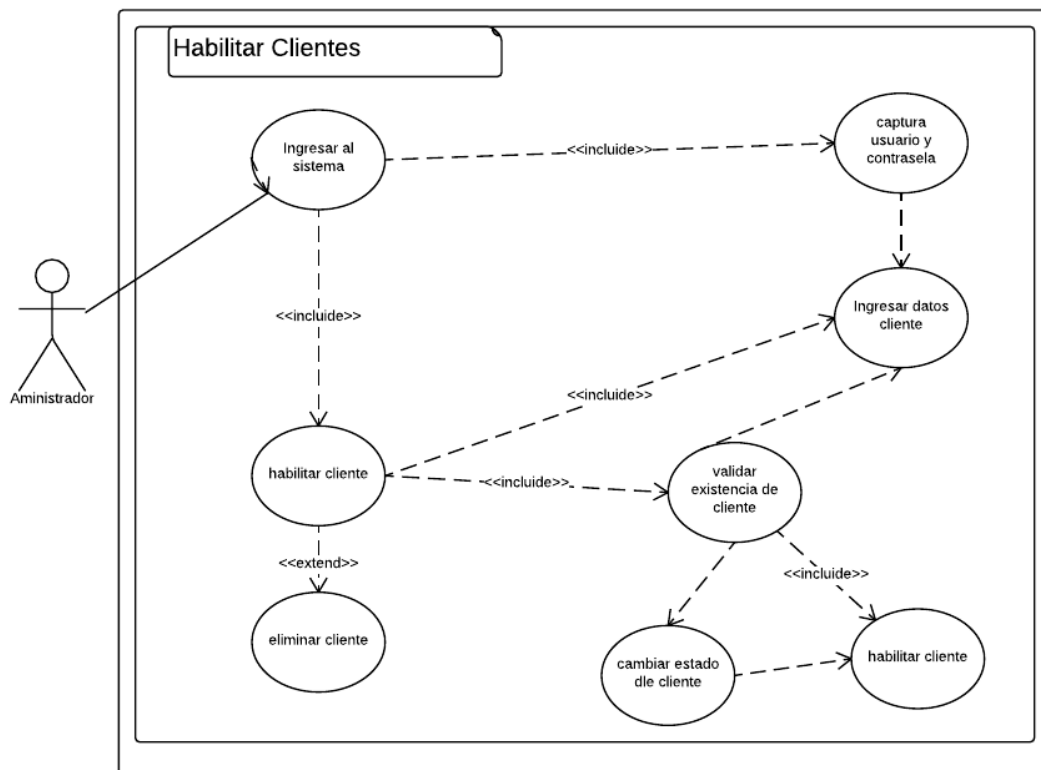 Habilitar Clientes
Ingresar al
sistema
<<incluide>>
captura
usuario y
contrasela
<<incluide>>
Ingresar datos
cliente
Aministrador
<<incluide>>
habilitar cliente
<<incluide>>
validar
existencia de
cliente
<<extend>>
<<incluide>>
eliminar cliente
cambiar estado
dle cliente
habilitar cliente